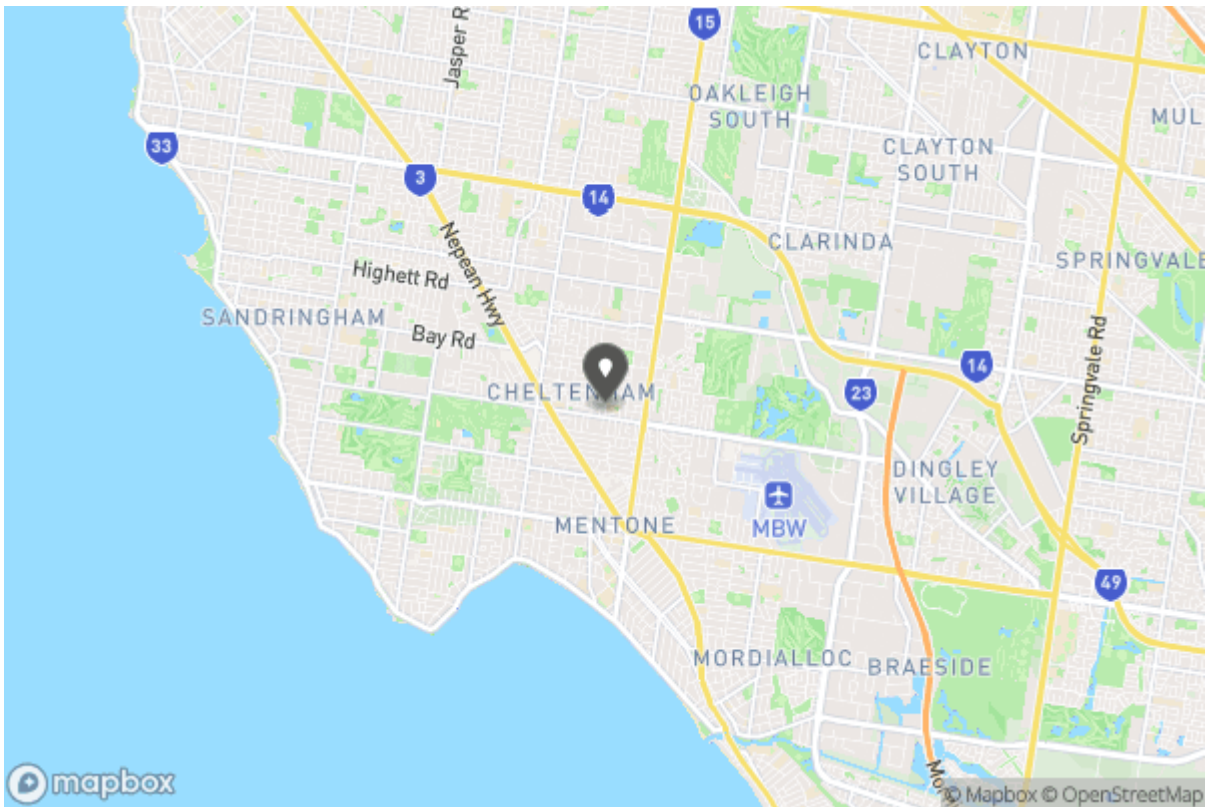 15
Jasper R
CLAYTON
OAKLEIGH
SOUTH
MUL
33
CLAYTON
SOUTH
3
14
Nepean Hwy
CLARINDA
Highett Rd
SPRINGVALE
SANDRINGHAM
Bay Rd
14
Springvale Rd
CHELTENHAM
23
DINGLEY
VILLAGE
MENTONE
MBW
49
MORDIALLOC
BRAESIDE
Mor
mapbox
© Mapbox © OpenStreetMap